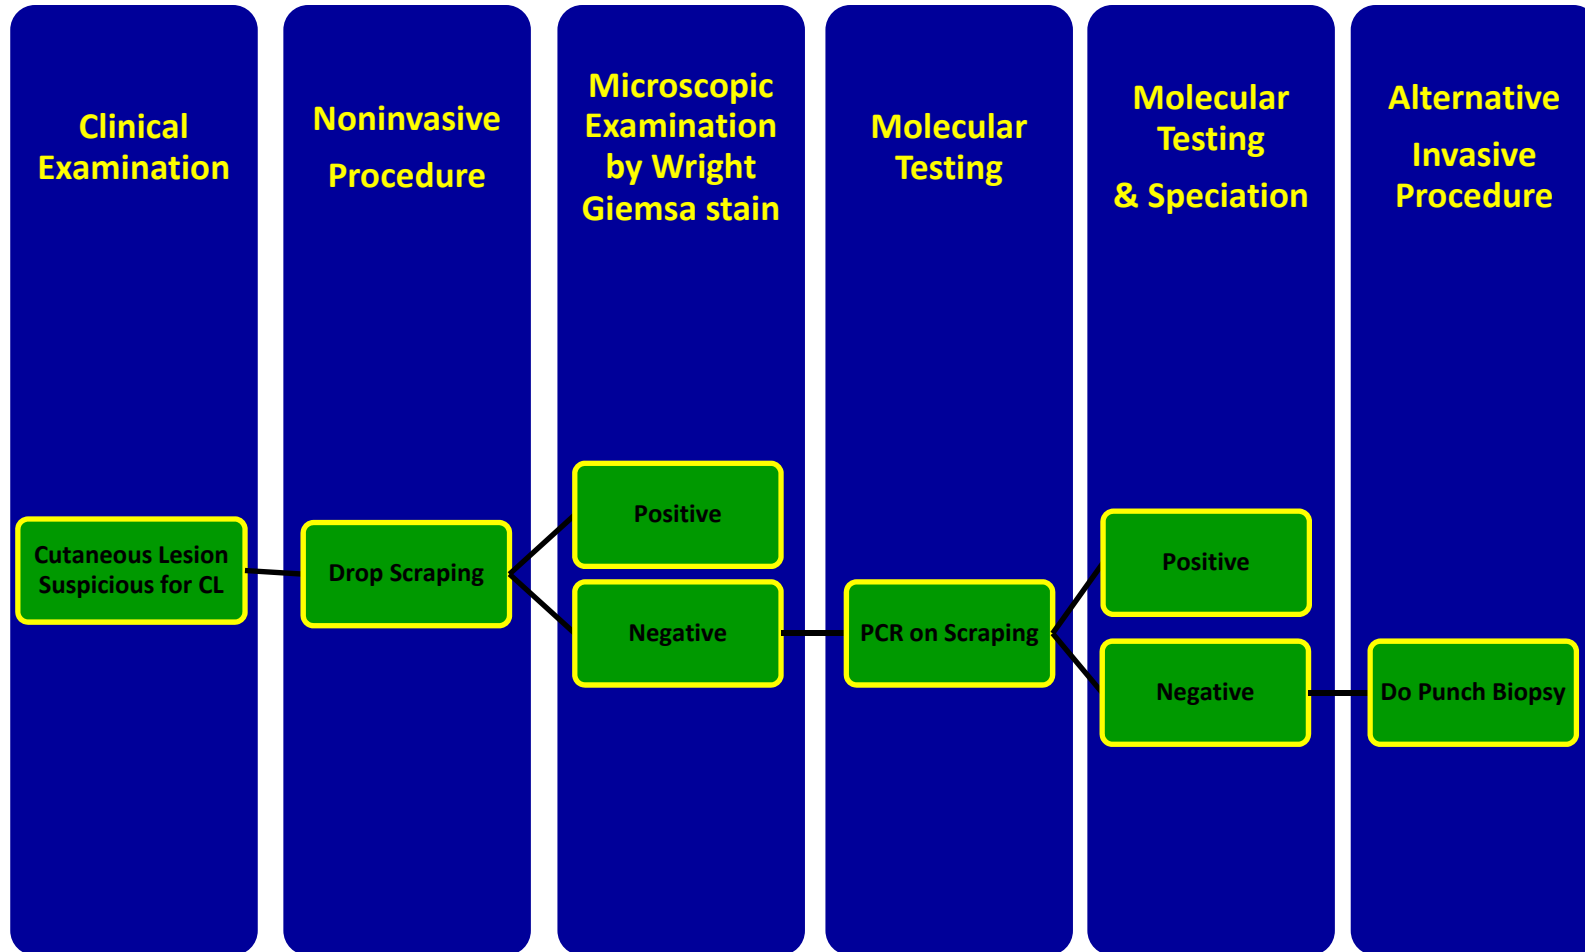 Clinical
Examination
Noninvasive
Procedure
Microscopic
Examination
by Wright
Giemsa stain
Molecular
Testing
Molecular
Testing
& Speciation
Alternative
Invasive
Procedure
Cutaneous Lesion
Suspicious for CL
Drop Scraping
Positive
Negative
PCR on Scraping
Positive
Negative
Do Punch Biopsy